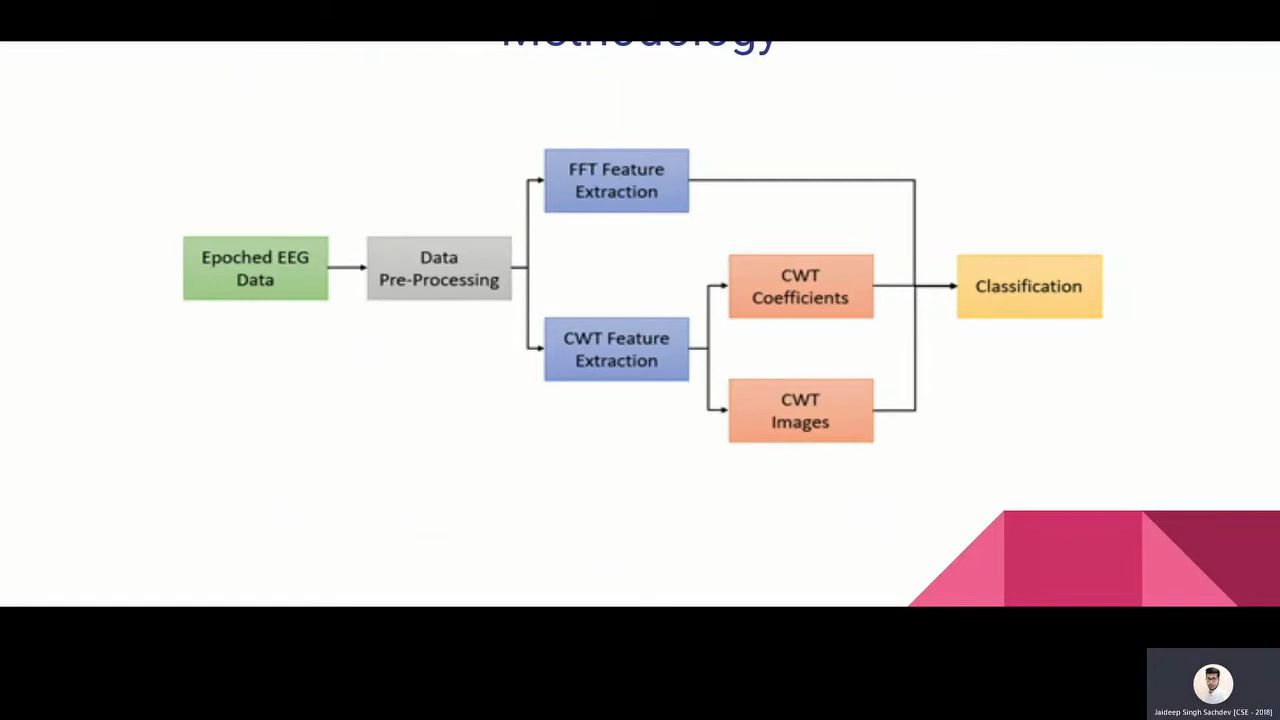 Methodology
FFT Feature
Extraction
Epoched EEG
Data
Data
Pre-Processing
CWT
Coefficients
Classification
CWT Feature
Extraction
CWT
Images
Jaideep Singh Sachdev [CSE - 2018]